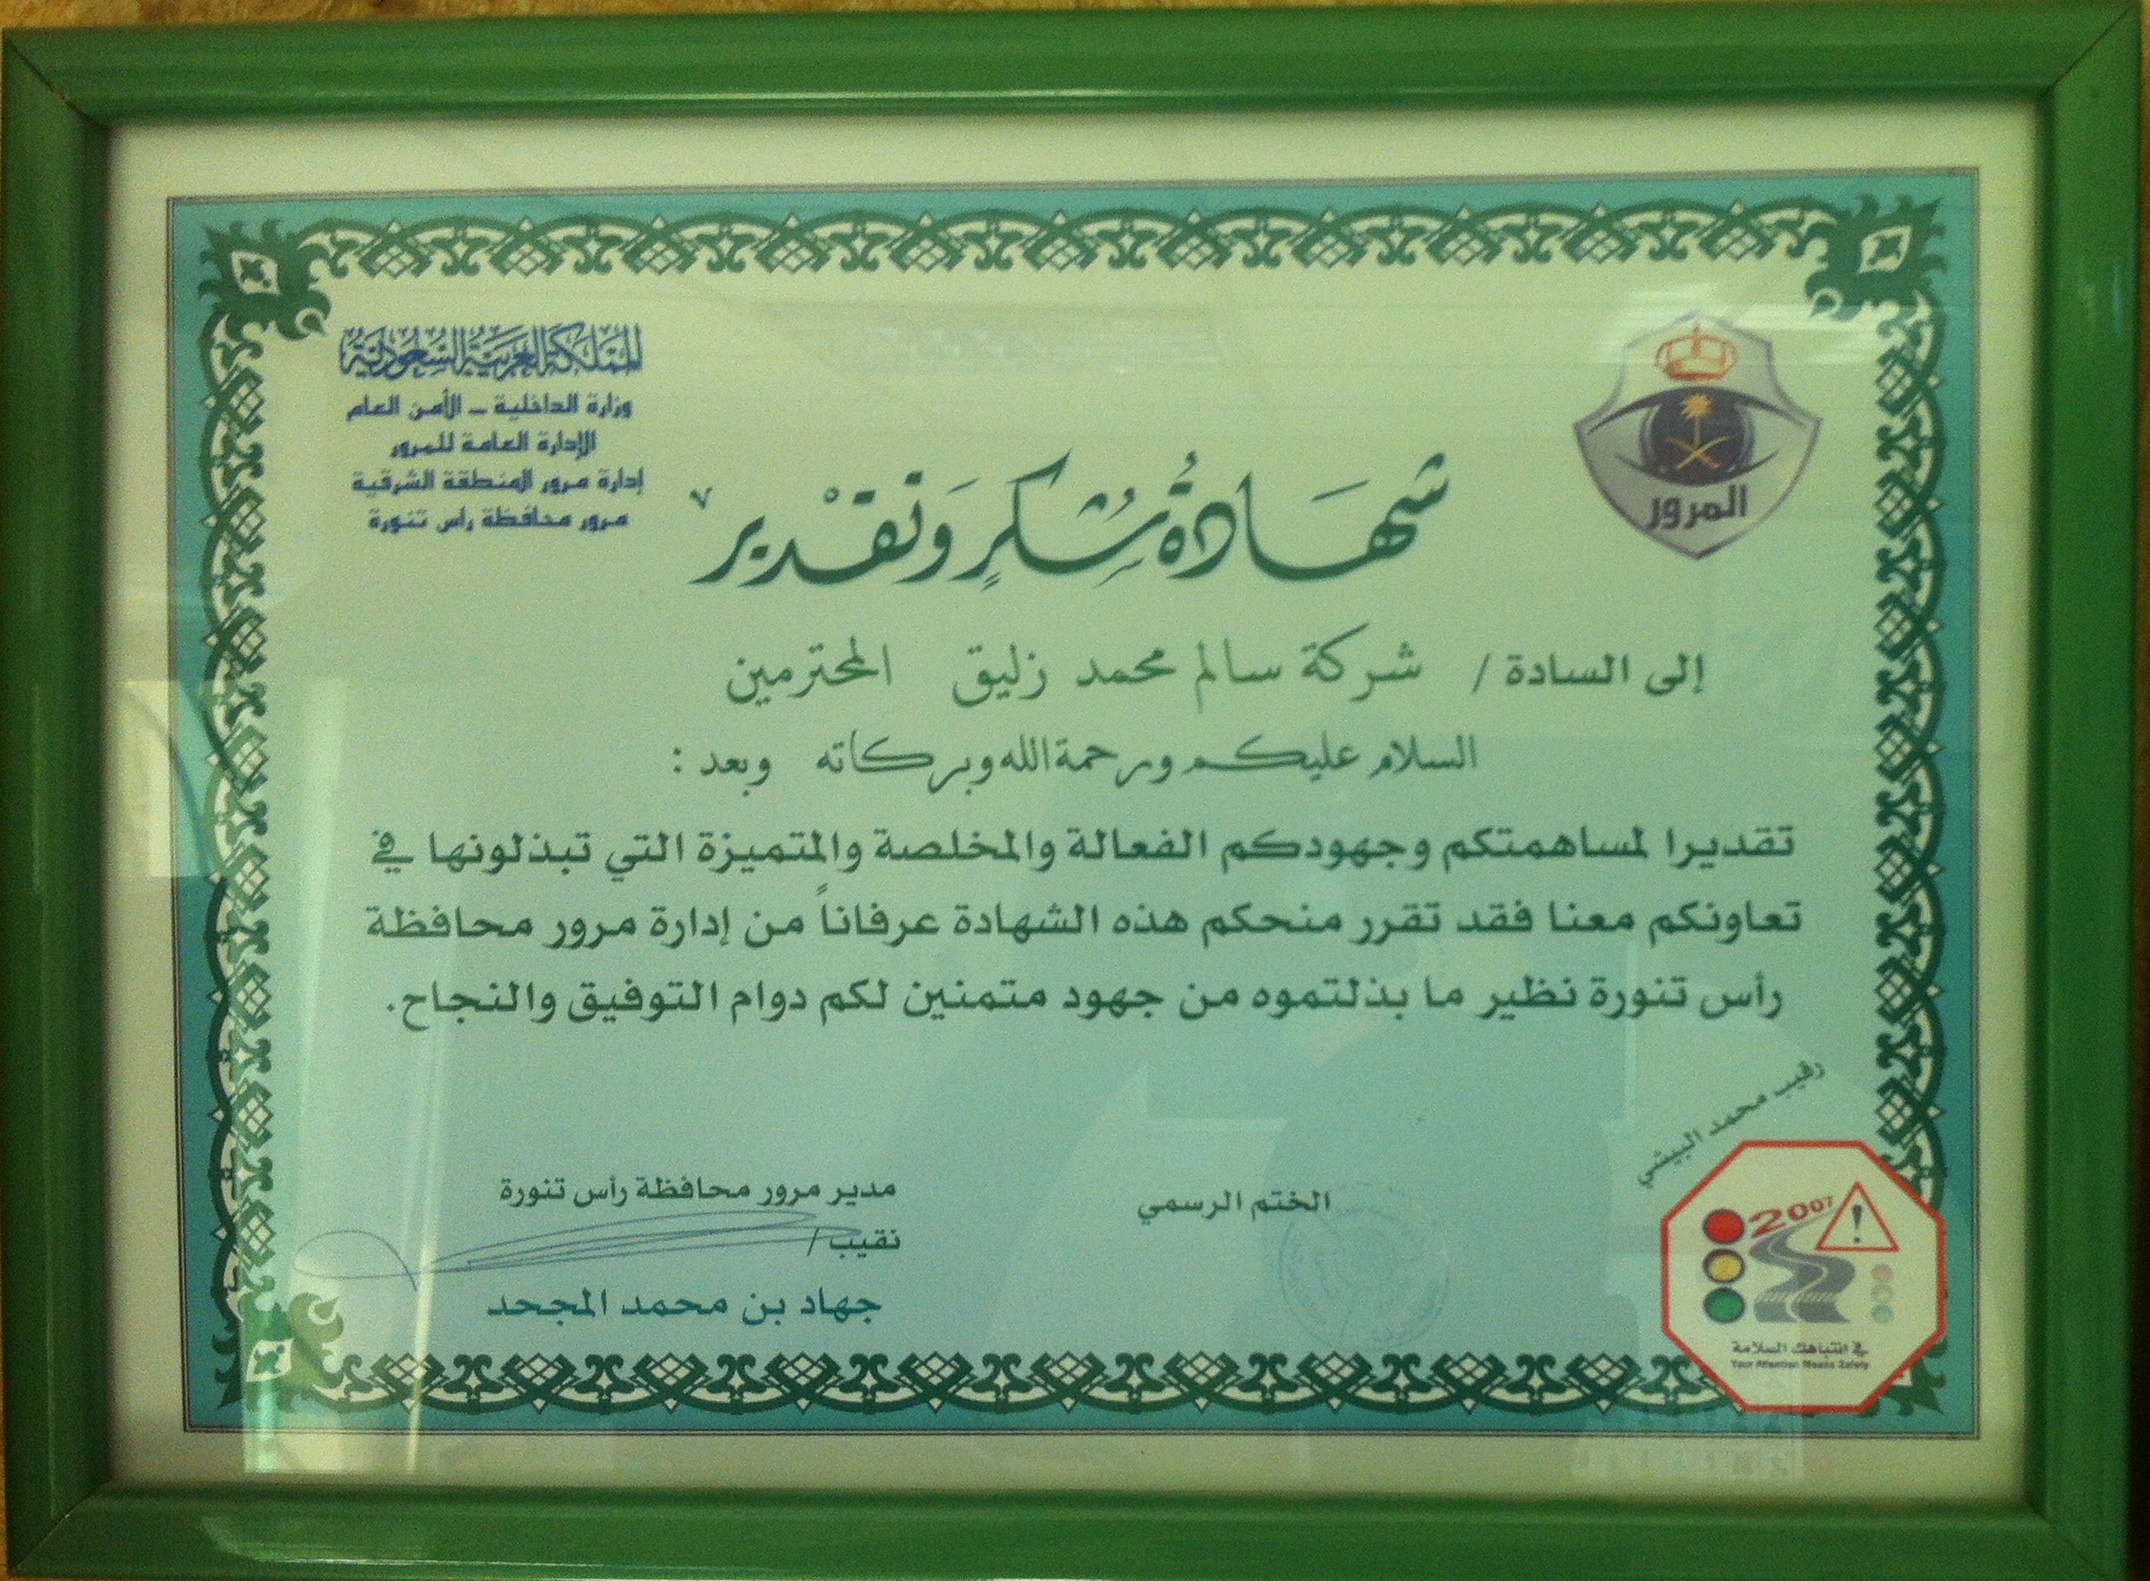 المملكة العربية السعودية
وزارة الداخلية - الأمن العام
الإدارة العامة للمرور
إدارة مرور المنطقة الشرقية
مرور محافظة رأس تنورة
المرور
شهادة شكر وتقدير
إلى السادة / شركة سالم محمد زليق المحترمين
السلام عليكم ورحمة الله وبركاته وبعد :
تقديرا لمساهمتكم وجهودكم الفعالة والمخلصة والمتميزة التي تبذلونها في
تعاونكم معنا فقد تقرر منحكم هذه الشهادة عرفاناً من إدارة مرور محافظة
رأس تنورة نظير ما بذلتموه من جهود متمنين لكم دوام التوفيق والنجاح.
رقيب محمد البيشي
الختم الرسمي
مدير مرور محافظة رأس تنورة
نقيب /
جهاد بن محمد المجحد
2007
في انتباهك السلامة
Your Attention Means Safety